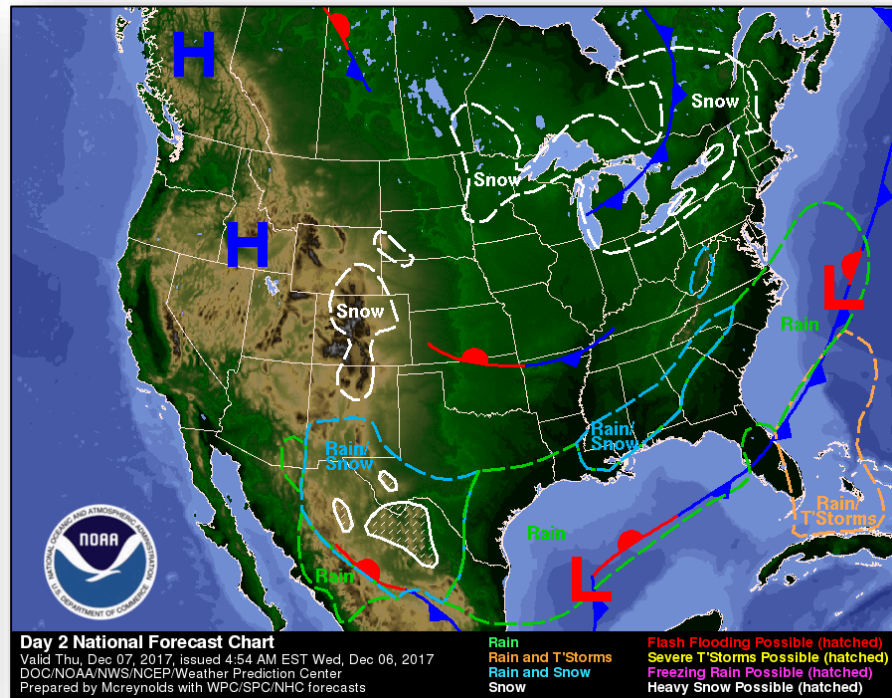 H
Snow
Snow
H
Snow
L
Rain
Rain/
Snow
Rain/
Snow
Rain/
T'Storms
Rain
Rain
L
NATIONAL OCEANIC AND ATMOSPHERIC ADMINISTRATION
NOAA
U.S. DEPARTMENT OF COMMERCE
Day 2 National Forecast Chart
Valid Thu, Dec 07, 2017, issued 4:54 AM EST Wed, Dec 06, 2017
DOC/NOAA/NWS/NCEP/Weather Prediction Center
Prepared by Mcreynolds with WPC/SPC/NHC forecasts
Rain
Rain and T'Storms
Rain and Snow
Snow
Flash Flooding Possible (hatched)
Severe T'Storms Possible (hatched)
Freezing Rain Possible (hatched)
Heavy Snow Possible (hatched)